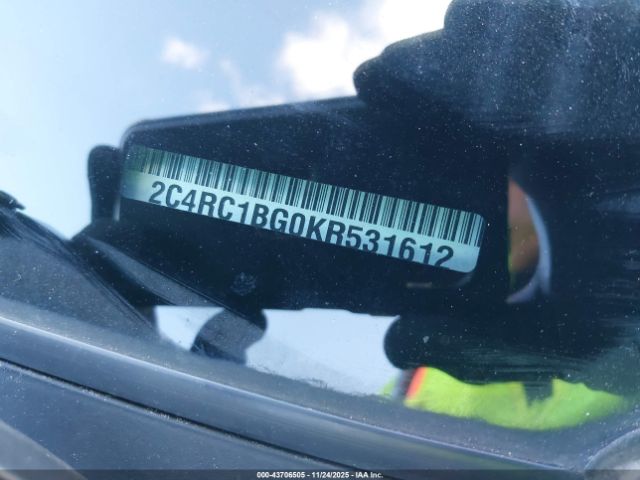 2C4RC1BG0KR531612
000-43706505 - 11/24/2025 - IAA Inc.